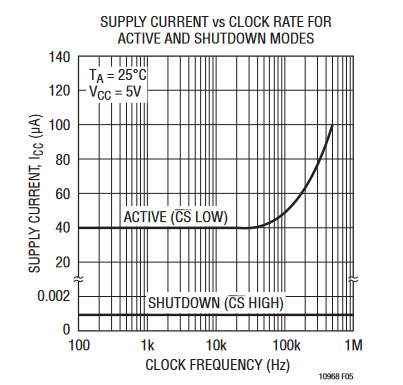 SUPPLY CURRENT vs CLOCK RATE FOR
ACTIVE AND SHUTDOWN MODES
SUPPLY CURRENT, ICC (µA)
140
120
100
80
60
40
20
0.002
0
TA = 25°C
VCC = 5V
ACTIVE (C̅S̅ LOW)
SHUTDOWN (C̅S̅ HIGH)
100
1k
10k
100k
1M
CLOCK FREQUENCY (Hz)
10968 F05